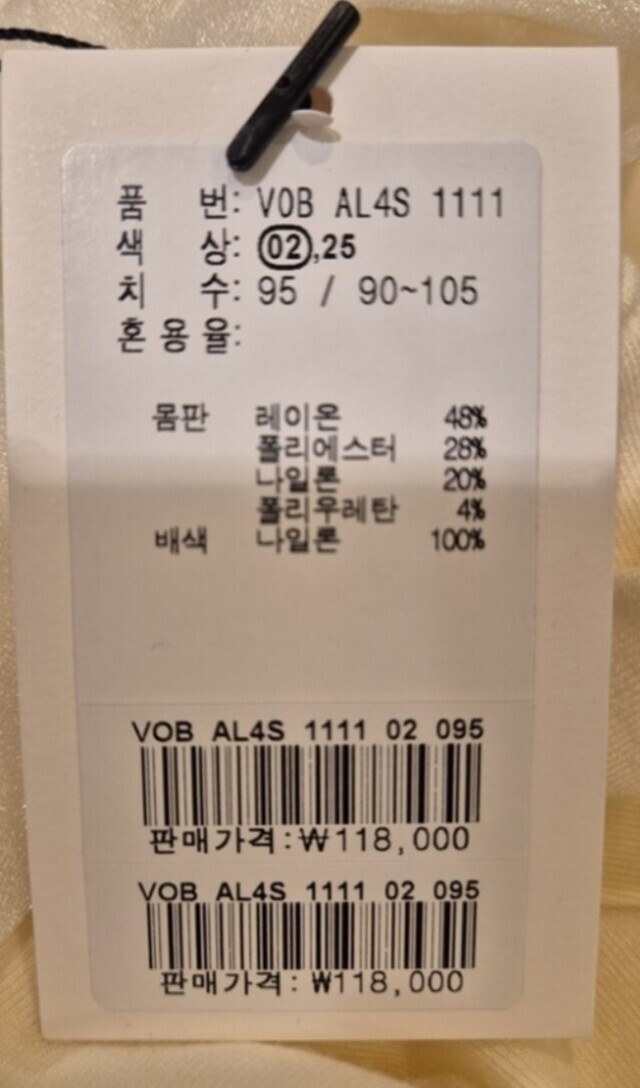 품 번: VOB AL4S 1111
색 상: 02,25
치 수: 95 / 90~105
혼용율:
몸판 레이온 48%
폴리에스터 28%
나일론 20%
폴리우레탄 4%
배색 나일론 100%
VOB AL4S 1111 02 095
판매가격:₩118,000
VOB AL4S 1111 02 095
판매가격:₩118,000